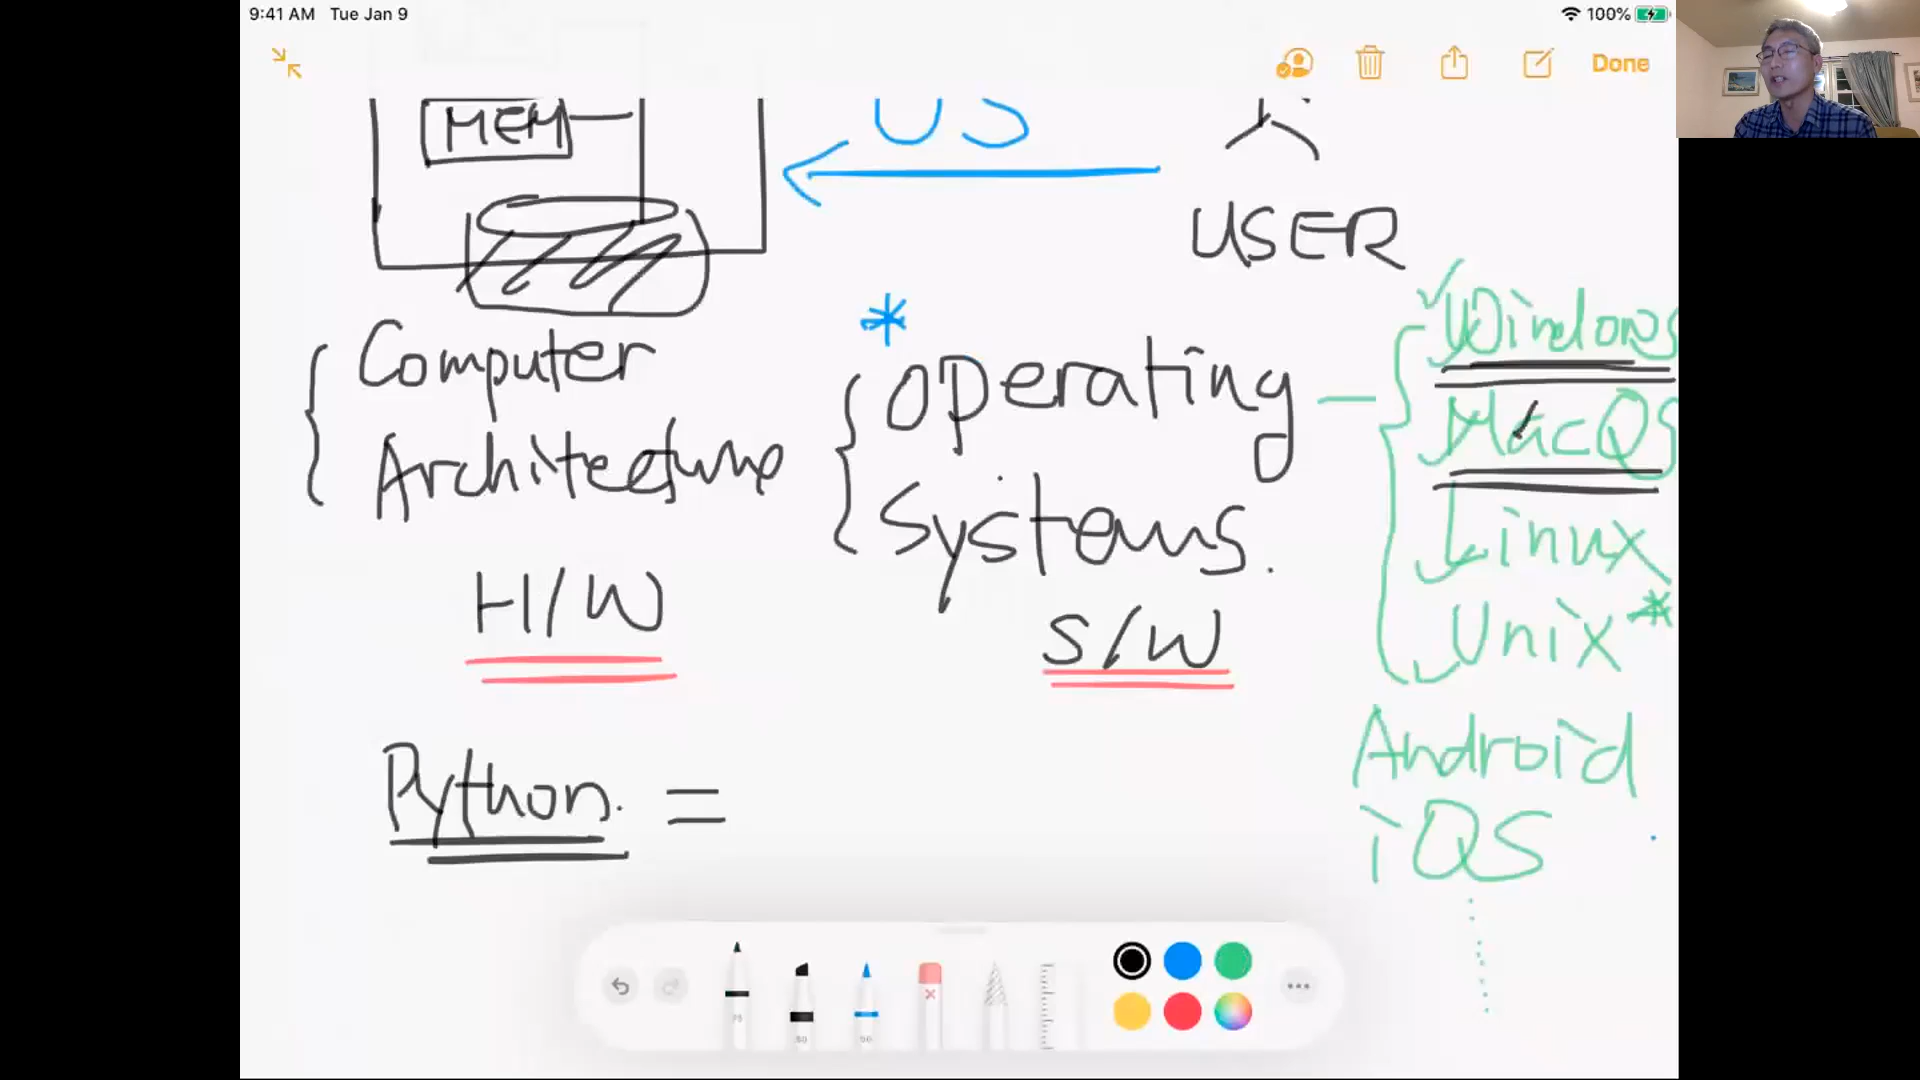 9:41 AM Tue Jan 9
100%
Done
MEM
OS
USER
Computer
Architecture
H/W
*
Operating
Systems.
S/W
Windows
MacOS
Linux
Unix *
Android
iOS
Python. =